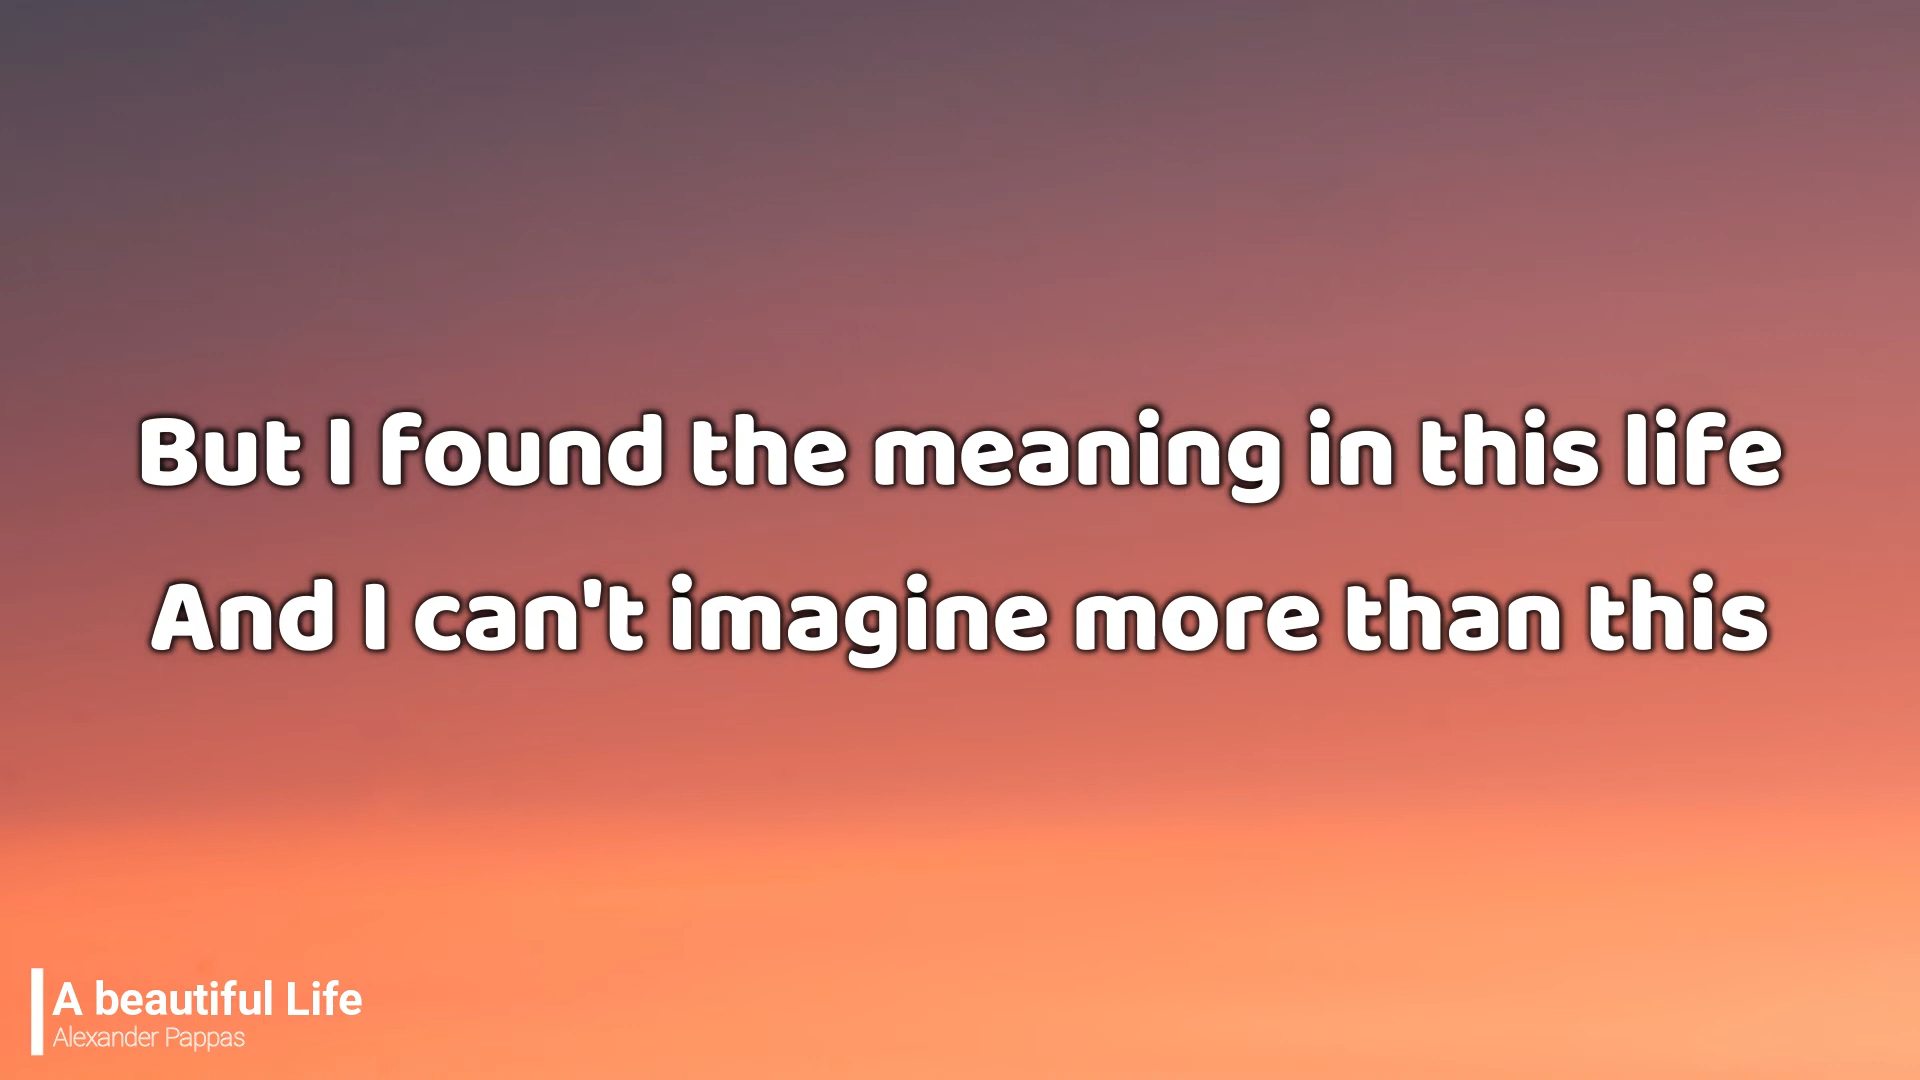 But I found the meaning in this life
And I can't imagine more than this
A beautiful Life
Alexander Pappas